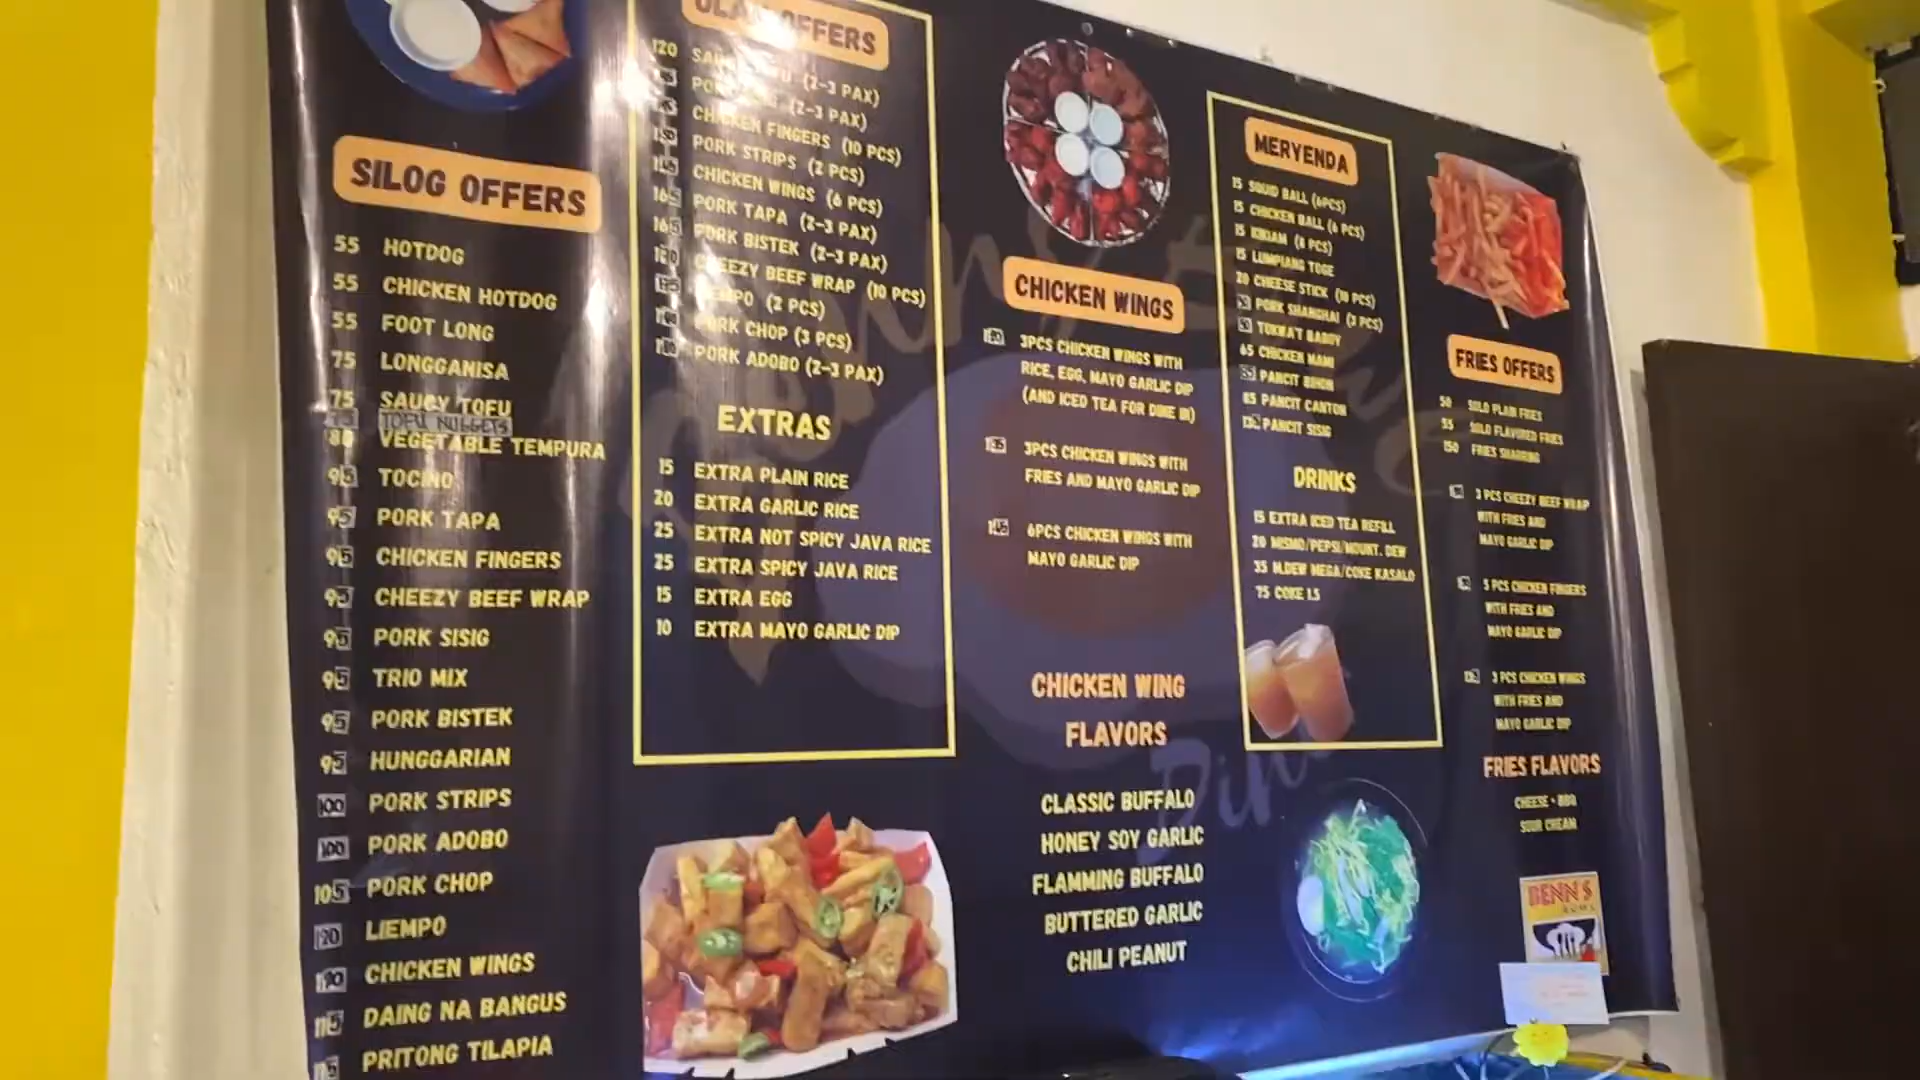 SILOG OFFERS
55 HOTDOG
55 CHICKEN HOTDOG
55 FOOT LONG
75 LONGGANISA
75 SAUCY TOFU
TOFU NUGGETS
80 VEGETABLE TEMPURA
95 TOCINO
95 PORK TAPA
95 CHICKEN FINGERS
95 CHEEZY BEEF WRAP
95 PORK SISIG
95 TRIO MIX
95 PORK BISTEK
95 HUNGGARIAN
100 PORK STRIPS
100 PORK ADOBO
105 PORK CHOP
120 LIEMPO
CHICKEN WINGS
115 DAING NA BANGUS
PRITONG TILAPIA
OFFERS
120 (2-3 PAX)
(2-3 PAX)
CHICKEN FINGERS (10 PCS)
PORK STRIPS (2 PCS)
CHICKEN WINGS (6 PCS)
165 PORK TAPA (2-3 PAX)
165 PORK BISTEK (2-3 PAX)
CHEEZY BEEF WRAP (10 PCS)
LIEMPO (2 PCS)
PORK CHOP (3 PCS)
PORK ADOBO (2-3 PAX)
EXTRAS
15 EXTRA PLAIN RICE
20 EXTRA GARLIC RICE
25 EXTRA NOT SPICY JAVA RICE
25 EXTRA SPICY JAVA RICE
15 EXTRA EGG
10 EXTRA MAYO GARLIC DIP
CHICKEN WINGS
3PCS CHICKEN WINGS WITH
RICE, EGG, MAYO GARLIC DIP
(AND ICED TEA FOR DINE IN)
3PCS CHICKEN WINGS WITH
FRIES AND MAYO GARLIC DIP
6PCS CHICKEN WINGS WITH
MAYO GARLIC DIP
CHICKEN WING
FLAVORS
CLASSIC BUFFALO
HONEY SOY GARLIC
FLAMMING BUFFALO
BUTTERED GARLIC
CHILI PEANUT
MERYENDA
15 SQUID BALL (6PCS)
15 CHICKEN BALL (6 PCS)
15 KIKIAM (8 PCS)
15 LUMPIANG TOGE
20 CHEESE STICK (10 PCS)
PORK SHANGHAI (3 PCS)
TOKWA'T BABOY
65 CHICKEN MAMI
PANCIT BIHON
85 PANCIT CANTON
PANCIT SISIG
DRINKS
15 EXTRA ICED TEA REFILL
20 MISMO/PEPSI/MOUNT. DEW
35 M.DEW MEGA/COKE KASALO
75 COKE 1.5
FRIES OFFERS
50 SOLO PLAIN FRIES
55 SOLO FLAVORED FRIES
150 FRIES SHARING
3 PCS CHEEZY BEEF WRAP
WITH FRIES AND
MAYO GARLIC DIP
3 PCS CHICKEN FINGERS
WITH FRIES AND
MAYO GARLIC DIP
3 PCS CHICKEN WINGS
WITH FRIES AND
MAYO GARLIC DIP
FRIES FLAVORS
CHEESE • BBQ
SOUR CREAM
BENN'S